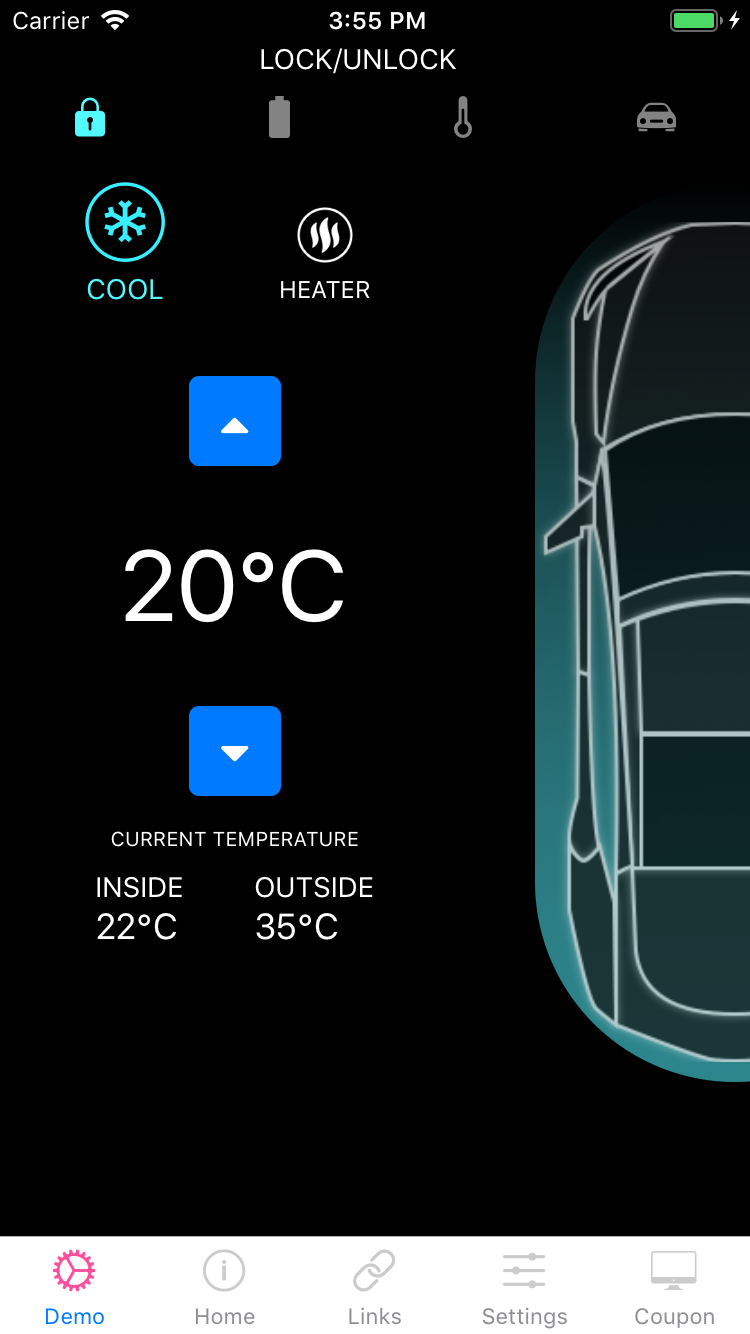 Carrier 3:55 PM
LOCK/UNLOCK
COOL HEATER
20°C
CURRENT TEMPERATURE
INSIDE OUTSIDE
22°C 35°C
Demo Home Links Settings Coupon